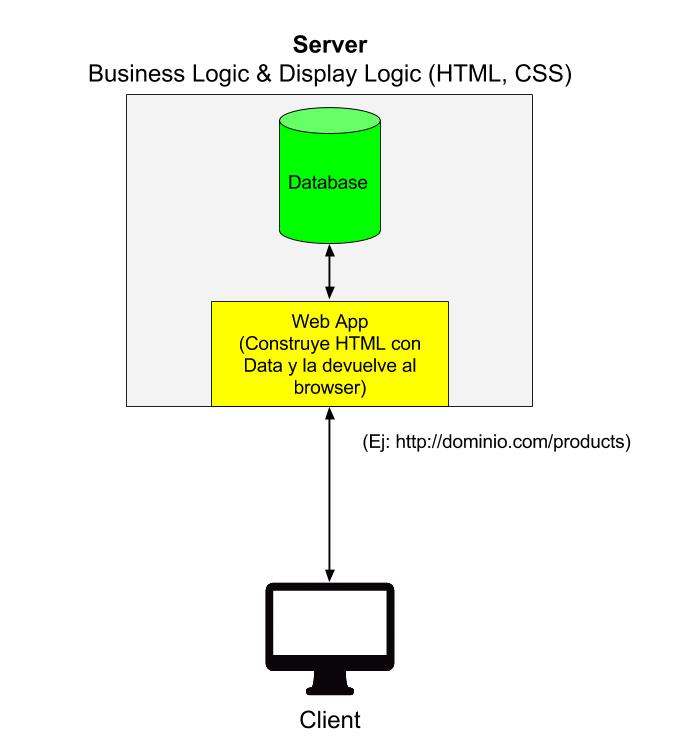 Server
Business Logic & Display Logic (HTML, CSS)
Database
Web App
(Construye HTML con
Data y la devuelve al
browser)
(Ej: http://dominio.com/products)
Client